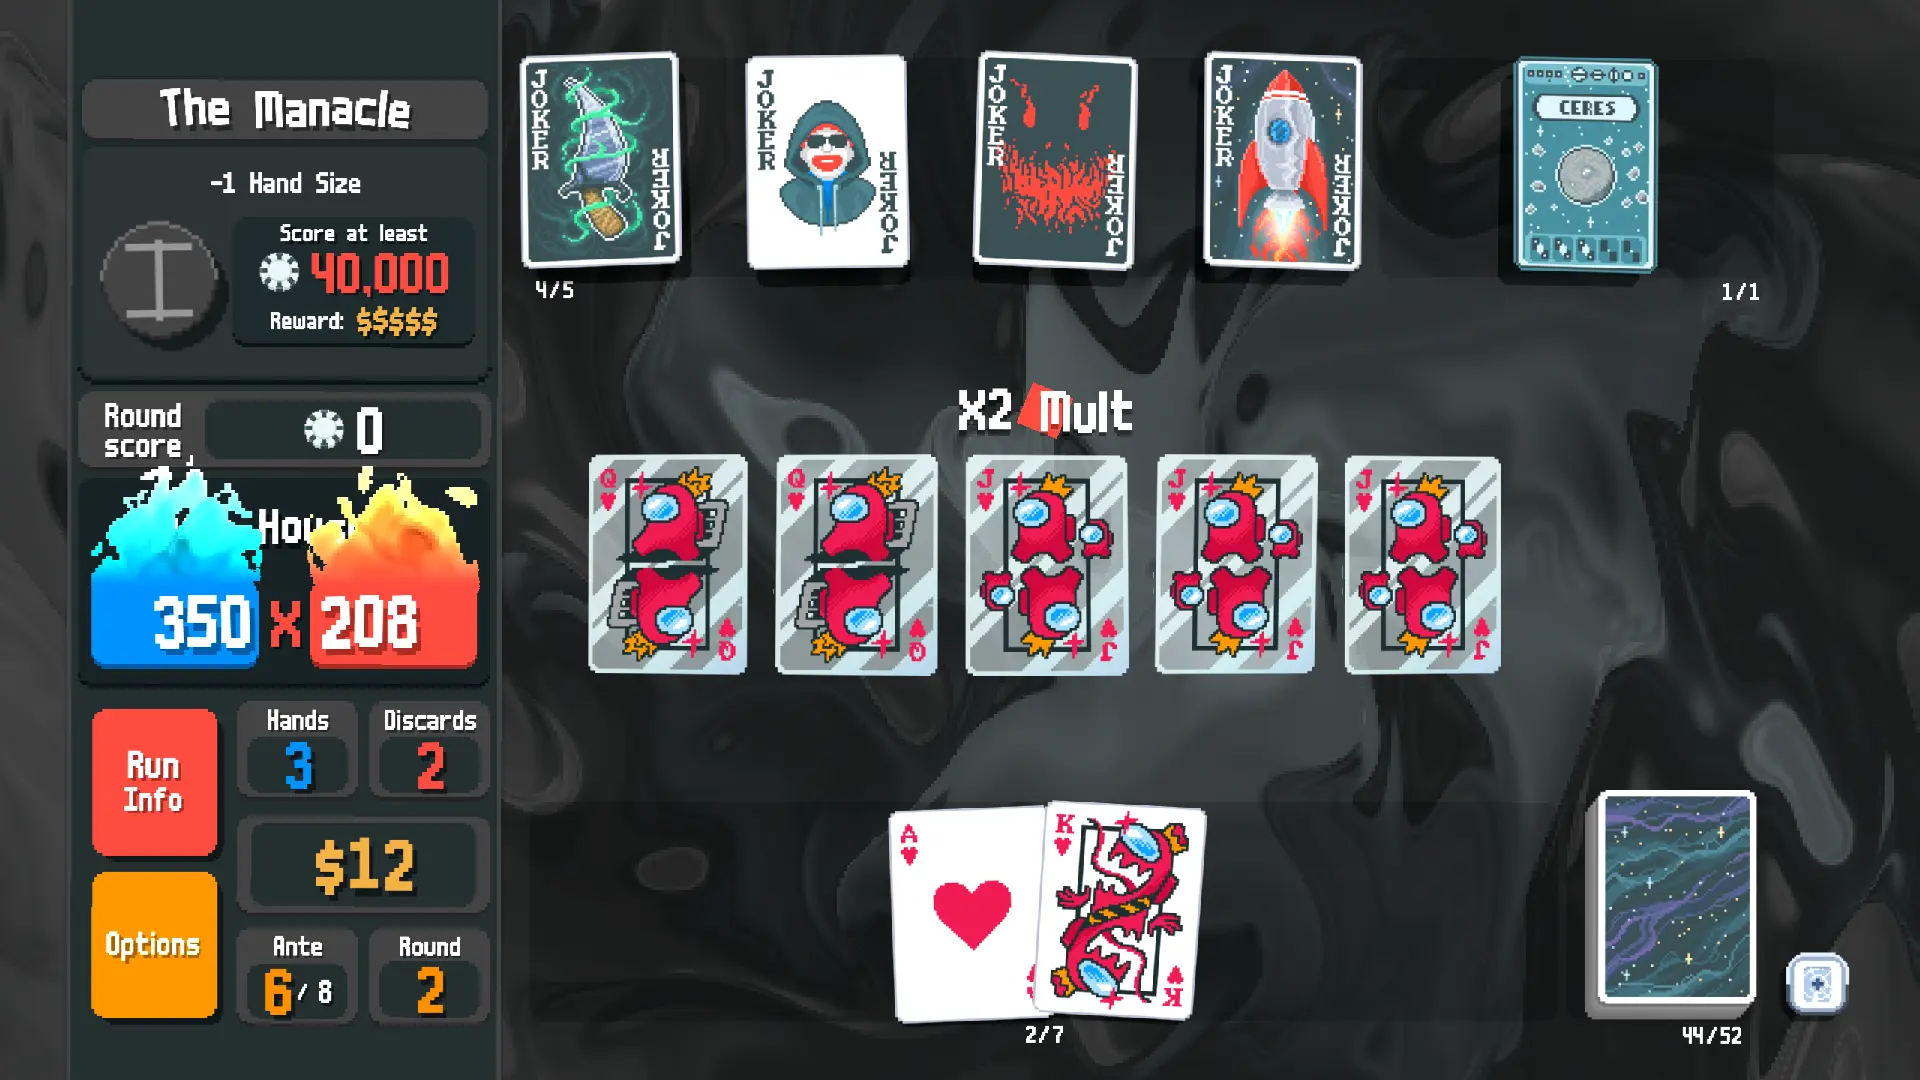 The Manacle
-1 Hand Size
Score at least
40,000
Reward: $$$$$
Round
score
0
350 X 208
Run
Info
Options
Hands
3
Discards
2
$12
Ante
6 / 8
Round
2
JOKER
JOKER
JOKER
JOKER
JOKER
JOKER
JOKER
JOKER
CERES
4/5
1/1
X2 Mult
Q
Q
Q
Q
J
J
J
J
J
J
A
K
K
2/7
44/52